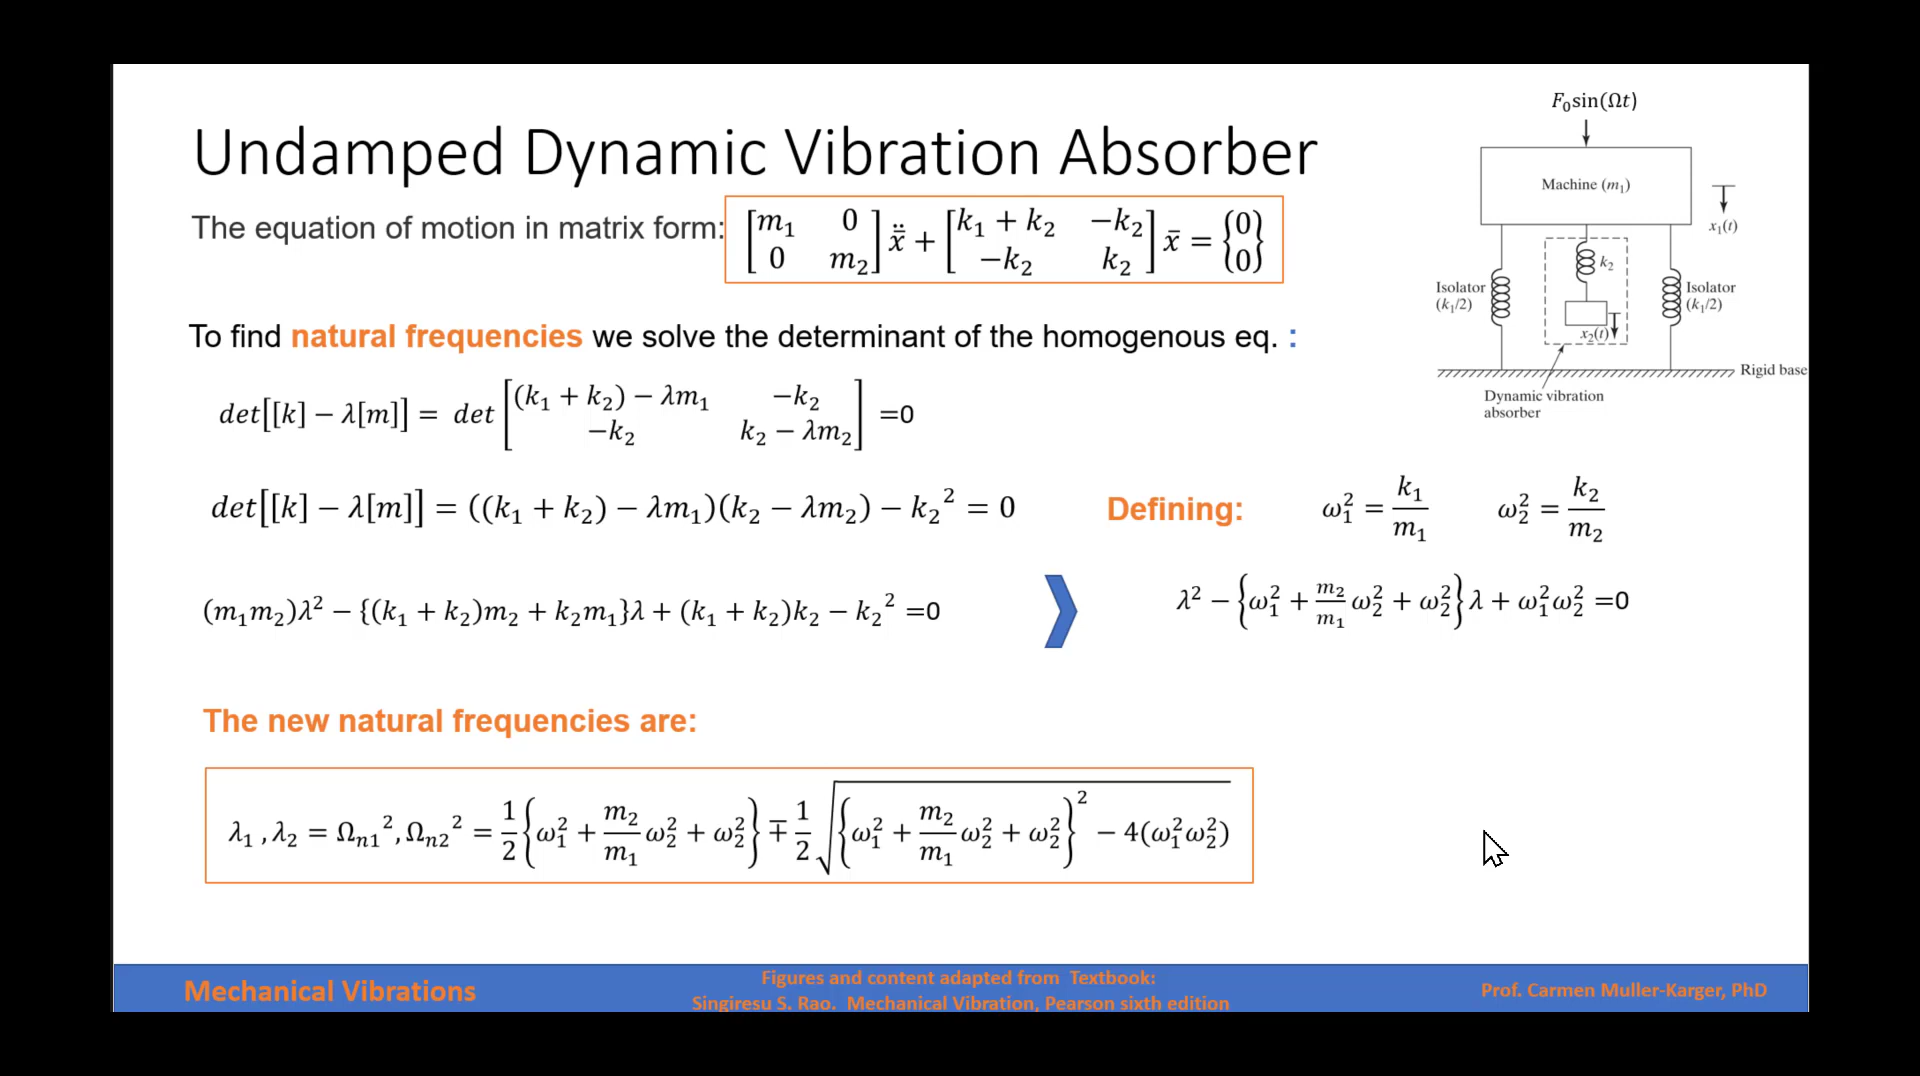 Undamped Dynamic Vibration Absorber
The equation of motion in matrix form: [m₁ 0; 0 m₂] ẍ̄ + [k₁ + k₂ −k₂; −k₂ k₂] x̄ = {0; 0}
To find natural frequencies we solve the determinant of the homogenous eq. :
det[[k] − λ[m]] = det [(k₁ + k₂) − λm₁ −k₂; −k₂ k₂ − λm₂] =0
det[[k] − λ[m]] = ((k₁ + k₂) − λm₁)(k₂ − λm₂) − k₂² = 0
Defining: ω₁² = k₁/m₁ ω₂² = k₂/m₂
(m₁m₂)λ² − {(k₁ + k₂)m₂ + k₂m₁}λ + (k₁ + k₂)k₂ − k₂² =0
λ² − {ω₁² + m₂/m₁ ω₂² + ω₂²}λ + ω₁²ω₂² =0
The new natural frequencies are:
λ₁ , λ₂ = Ωₙ₁², Ωₙ₂² = 1/2 {ω₁² + m₂/m₁ ω₂² + ω₂²} ∓ 1/2 √({ω₁² + m₂/m₁ ω₂² + ω₂²}² − 4(ω₁²ω₂²))
F₀sin(Ωt)
Machine (m₁)
x₁(t)
k₂
Isolator
(k₁/2)
Isolator
(k₁/2)
x₂(t)
Rigid base
Dynamic vibration
absorber
Mechanical Vibrations
Figures and content adapted from Textbook:
Singiresu S. Rao. Mechanical Vibration, Pearson sixth edition
Prof. Carmen Muller-Karger, PhD